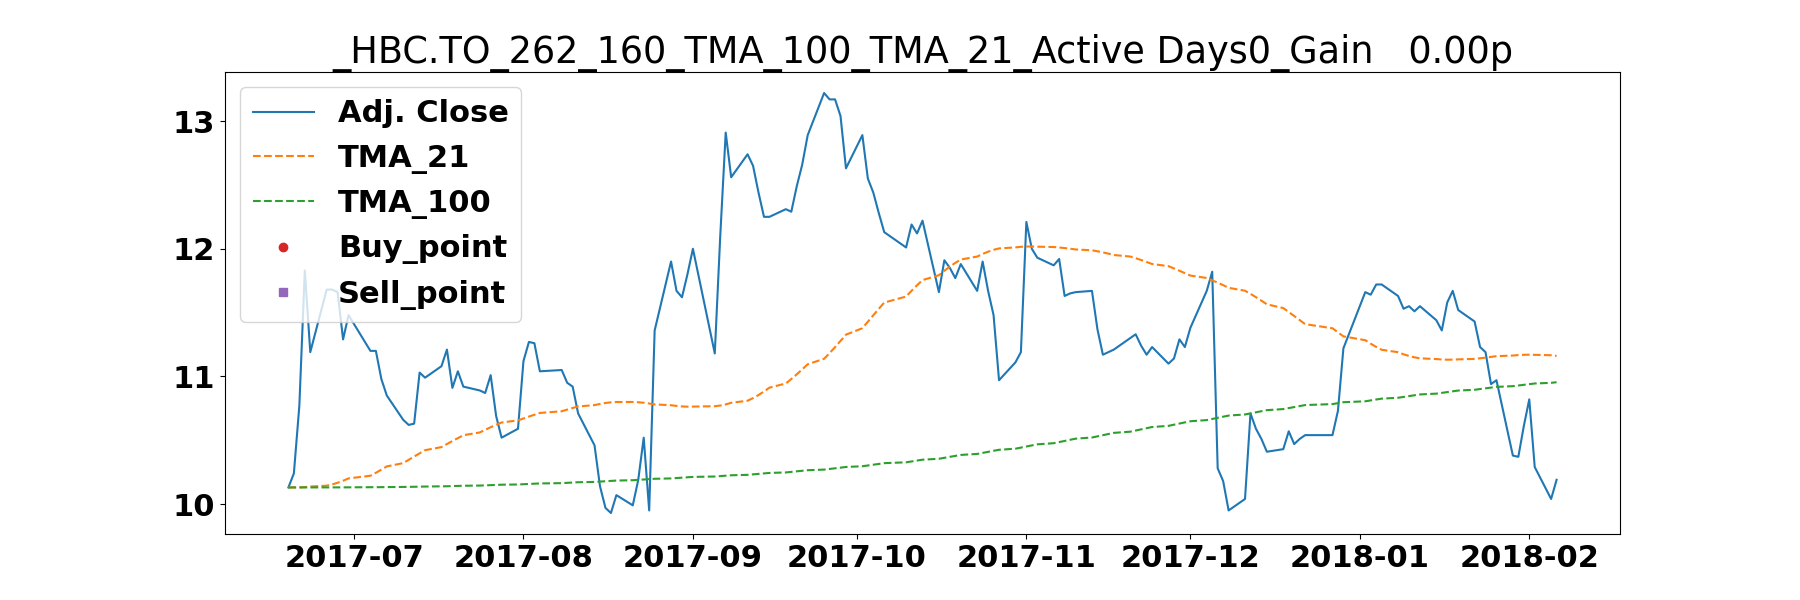 _HBC.TO_262_160_TMA_100_TMA_21_Active Days0_Gain   0.00p
Adj. Close
TMA_21
TMA_100
Buy_point
Sell_point
13
12
11
10
2017-07 2017-08 2017-09 2017-10 2017-11 2017-12 2018-01 2018-02